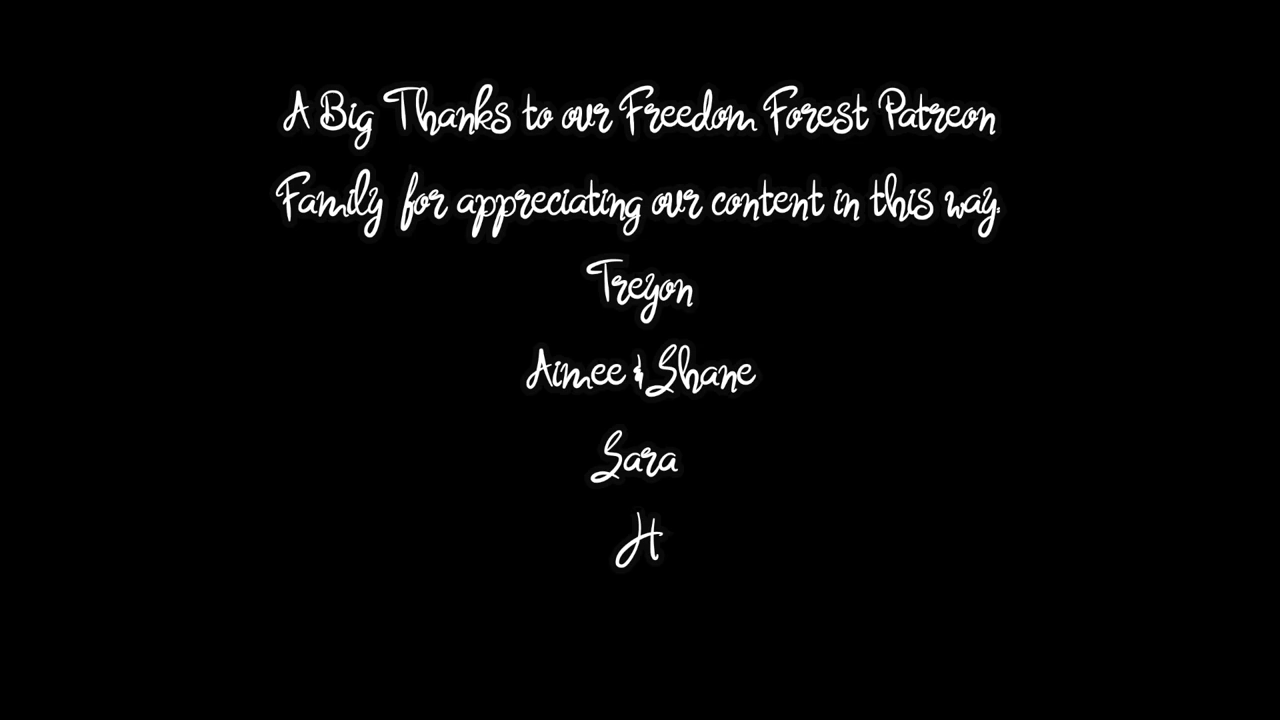 A Big Thanks to our Freedom Forest Patreon
Family for appreciating our content in this way.
Treyon
Aimee & Shane
Sara
H